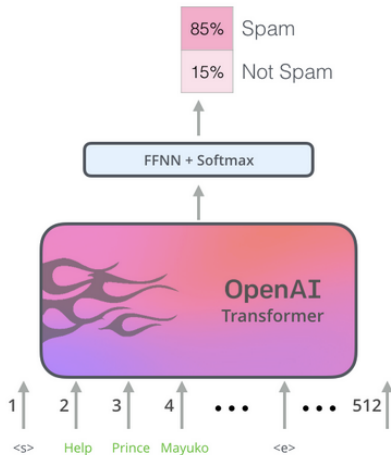 85% Spam
15% Not Spam
FFNN + Softmax
OpenAI
Transformer
1 2 3 4 ••• ••• 512
<s> Help Prince Mayuko <e>